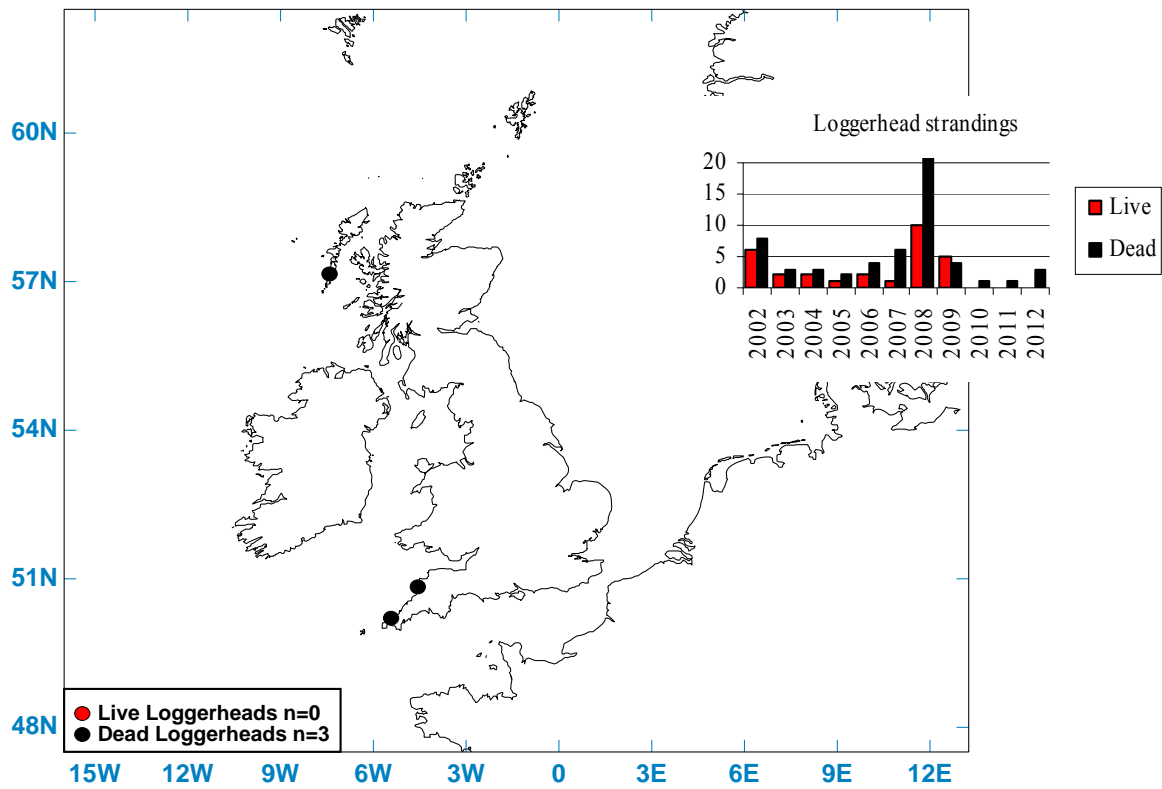 60N
57N
54N
51N
48N
15W 12W 9W 6W 3W 0 3E 6E 9E 12E
Live Loggerheads n=0
Dead Loggerheads n=3
Loggerhead strandings
20
15
10
5
0
2002 2003 2004 2005 2006 2007 2008 2009 2010 2011 2012
Live
Dead